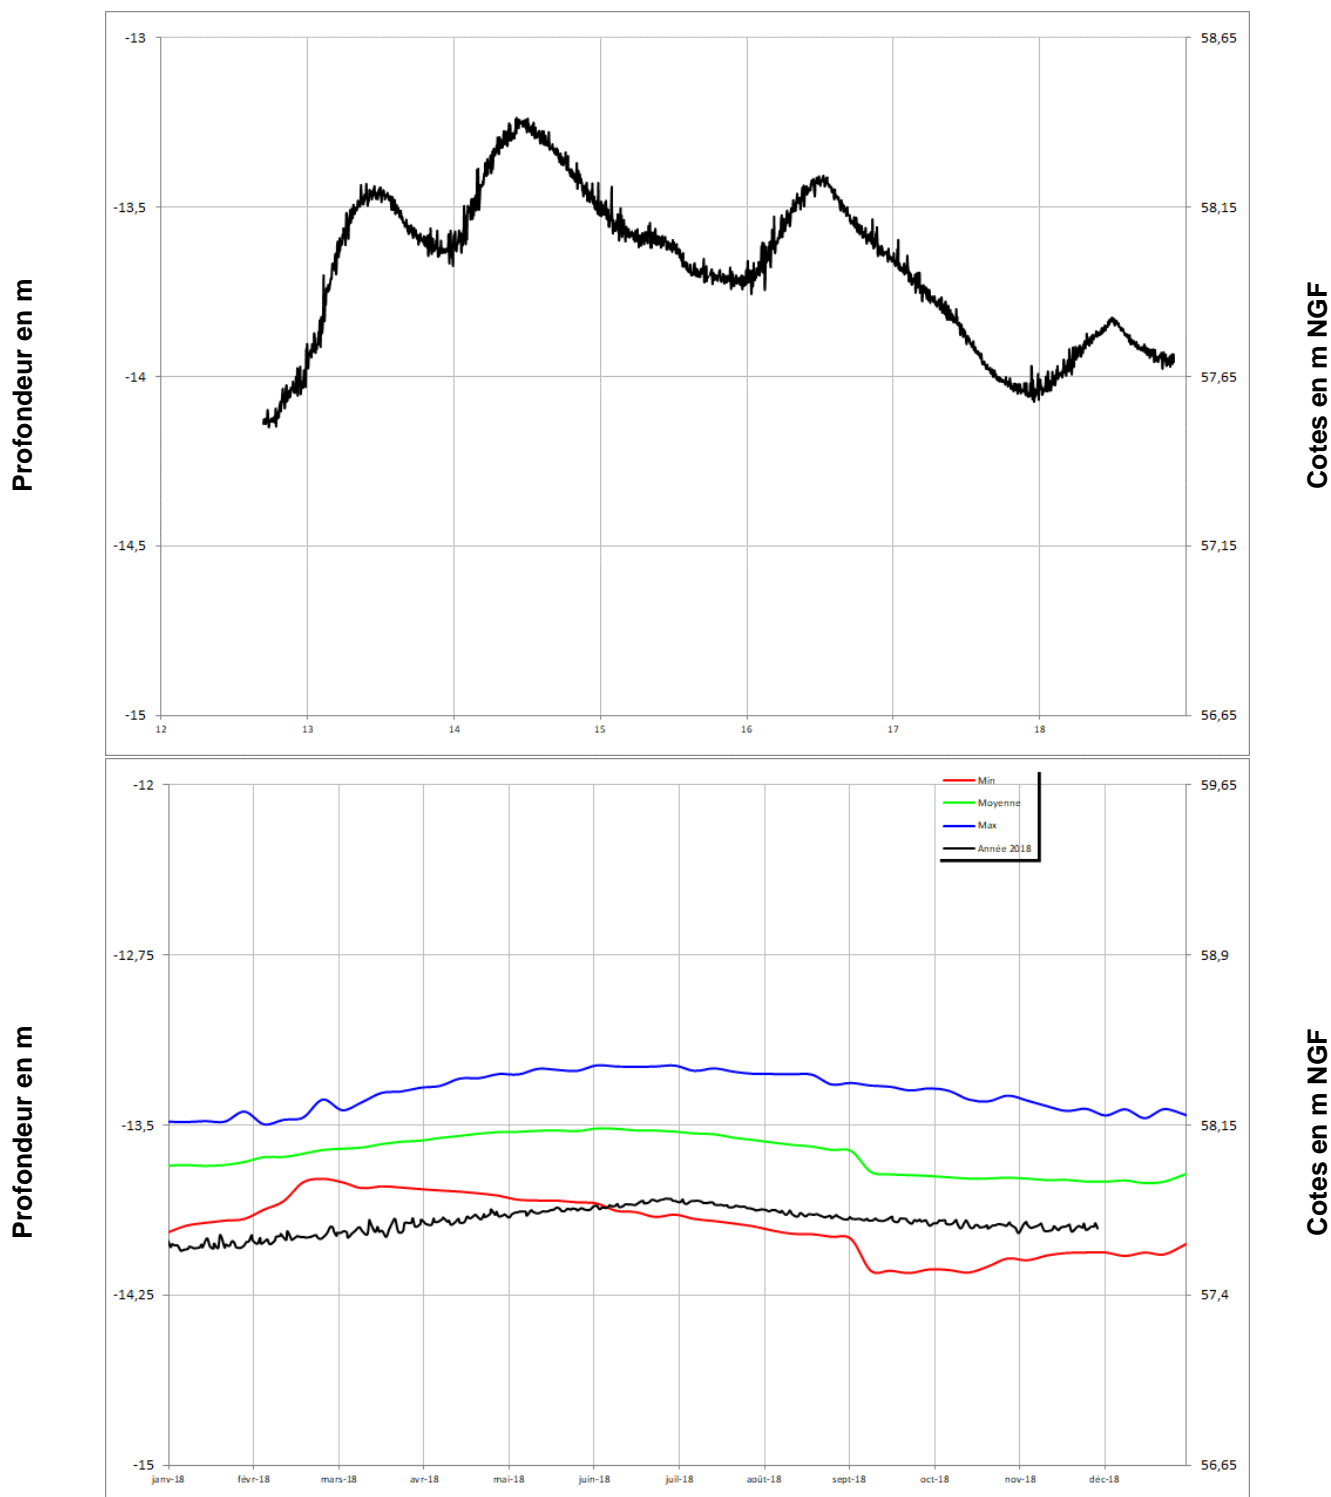 -13
58,65
-13,5
58,15
-14
57,65
-14,5
57,15
-15
56,65
12
13
14
15
16
17
18
Profondeur en m
Cotes en m NGF
-12
59,65
Min
Moyenne
Max
Année 2018
-12,75
58,9
-13,5
58,15
-14,25
57,4
-15
56,65
janv-18
févr-18
mars-18
avr-18
mai-18
juin-18
juil-18
août-18
sept-18
oct-18
nov-18
déc-18
Profondeur en m
Cotes en m NGF